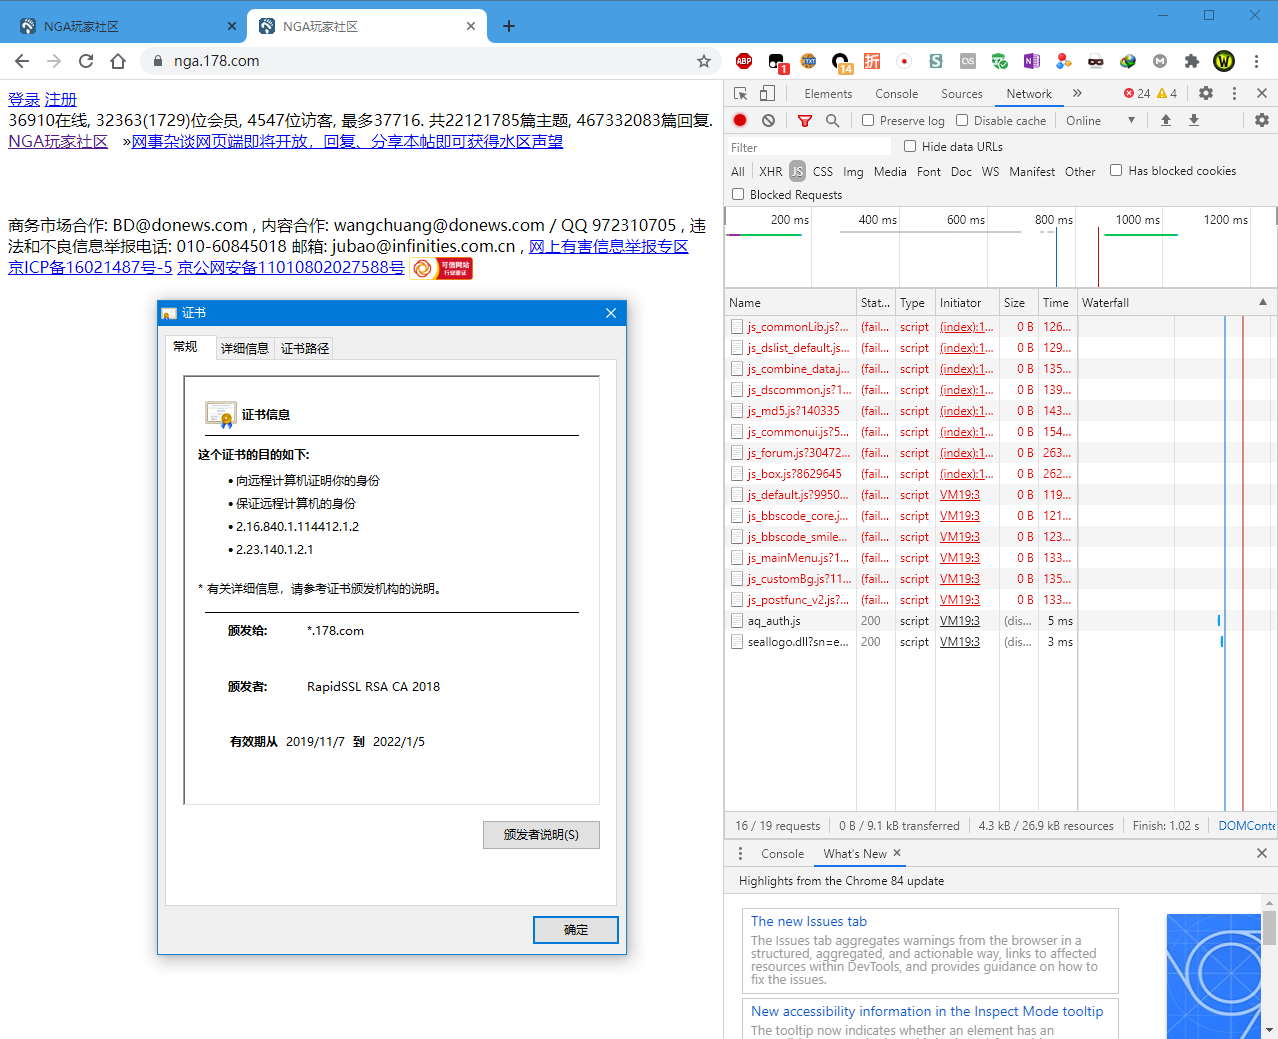 NGA玩家社区
NGA玩家社区
nga.178.com
ABP
1
TXT
14
折
S
OS
N
M
W
登录 注册
36910在线, 32363(1729)位会员, 4547位访客, 最多37716. 共22121785篇主题, 467332083篇回复.
NGA玩家社区 »网事杂谈网页端即将开放，回复、分享本帖即可获得水区声望
商务市场合作: BD@donews.com , 内容合作: wangchuang@donews.com / QQ 972310705 , 违
法和不良信息举报电话: 010-60845018 邮箱: jubao@infinities.com.cn , 网上有害信息举报专区
京ICP备16021487号-5 京公网安备11010802027588号
可信网站
行业验证
证书
常规 详细信息 证书路径
证书信息
这个证书的目的如下:
• 向远程计算机证明你的身份
• 保证远程计算机的身份
• 2.16.840.1.114412.1.2
• 2.23.140.1.2.1
* 有关详细信息，请参考证书颁发机构的说明。
颁发给: *.178.com
颁发者: RapidSSL RSA CA 2018
有效期从 2019/11/7 到 2022/1/5
颁发者说明(S)
确定
Elements Console Sources Network » 24 4
Preserve log Disable cache Online
Filter Hide data URLs
All XHR JS CSS Img Media Font Doc WS Manifest Other Has blocked cookies
Blocked Requests
200 ms 400 ms 600 ms 800 ms 1000 ms 1200 ms
Name Stat... Type Initiator Size Time Waterfall
js_commonLib.js?... (fail... script (index):1... 0 B 126...
js_dslist_default.js... (fail... script (index):1... 0 B 129...
js_combine_data.j... (fail... script (index):1... 0 B 135...
js_dscommon.js?1... (fail... script (index):1... 0 B 139...
js_md5.js?140335 (fail... script (index):1... 0 B 143...
js_commonui.js?5... (fail... script (index):1... 0 B 154...
js_forum.js?30472... (fail... script (index):1... 0 B 263...
js_box.js?8629645 (fail... script (index):1... 0 B 262...
js_default.js?9950... (fail... script VM19:3 0 B 119...
js_bbscode_core.j... (fail... script VM19:3 0 B 121...
js_bbscode_smile... (fail... script VM19:3 0 B 123...
js_mainMenu.js?1... (fail... script VM19:3 0 B 133...
js_customBg.js?11... (fail... script VM19:3 0 B 135...
js_postfunc_v2.js?... (fail... script VM19:3 0 B 133...
aq_auth.js 200 script VM19:3 (dis... 5 ms
seallogo.dll?sn=e... 200 script VM19:3 (dis... 3 ms
16 / 19 requests 0 B / 9.1 kB transferred 4.3 kB / 26.9 kB resources Finish: 1.02 s DOMConte
Console What's New
Highlights from the Chrome 84 update
The new Issues tab
The Issues tab aggregates warnings from the browser in a
structured, aggregated, and actionable way, links to affected
resources within DevTools, and provides guidance on how to
fix the issues.
New accessibility information in the Inspect Mode tooltip
The tooltip now indicates whether an element has an